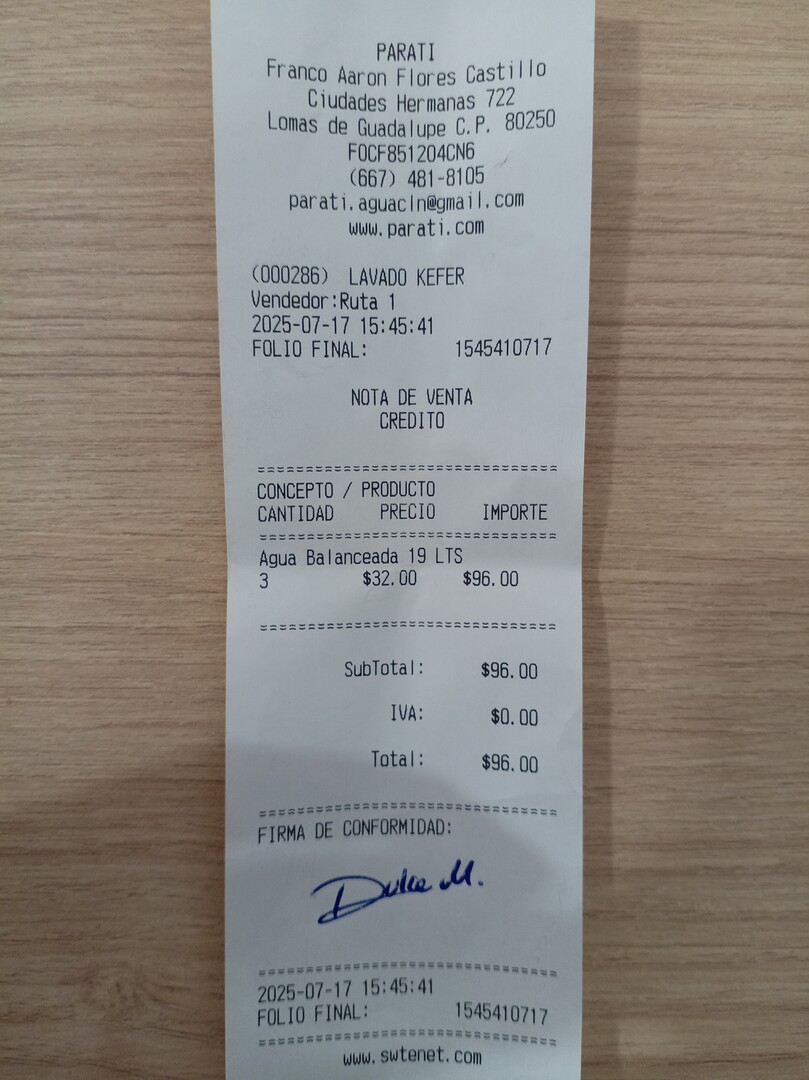 PARATI
Franco Aaron Flores Castillo
Ciudades Hermanas 722
Lomas de Guadalupe C.P. 80250
FOCF851204CN6
(667) 481-8105
parati.aguacln@gmail.com
www.parati.com
(000286) LAVADO KEFER
Vendedor:Ruta 1
2025-07-17 15:45:41
FOLIO FINAL: 1545410717
NOTA DE VENTA
CREDITO
===============================
CONCEPTO / PRODUCTO
CANTIDAD PRECIO IMPORTE
===============================
Agua Balanceada 19 LTS
3 $32.00 $96.00
===============================
SubTotal: $96.00
IVA: $0.00
Total: $96.00
===============================
FIRMA DE CONFORMIDAD:
Dulce M.
===============================
2025-07-17 15:45:41
FOLIO FINAL: 1545410717
===============================
www.swtenet.com